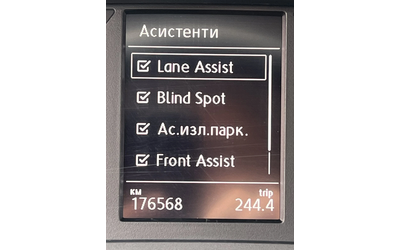 Асистенти
Lane Assist
Blind Spot
Ас.изл.парк.
Front Assist
км trip
176568 244.4